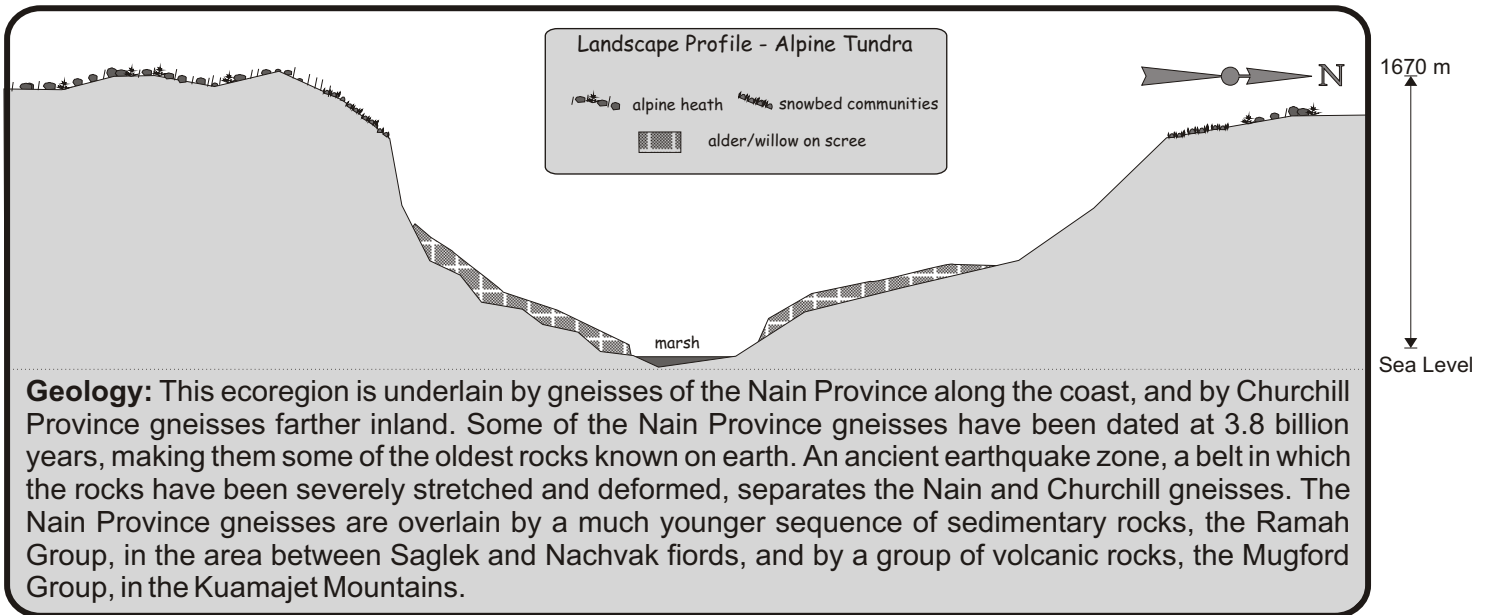 Landscape Profile - Alpine Tundra
alpine heath
snowbed communities
alder/willow on scree
N
1670 m
marsh
Sea Level
Geology: This ecoregion is underlain by gneisses of the Nain Province along the coast, and by Churchill
Province gneisses farther inland. Some of the Nain Province gneisses have been dated at 3.8 billion
years, making them some of the oldest rocks known on earth. An ancient earthquake zone, a belt in which
the rocks have been severely stretched and deformed, separates the Nain and Churchill gneisses. The
Nain Province gneisses are overlain by a much younger sequence of sedimentary rocks, the Ramah
Group, in the area between Saglek and Nachvak fiords, and by a group of volcanic rocks, the Mugford
Group, in the Kuamajet Mountains.